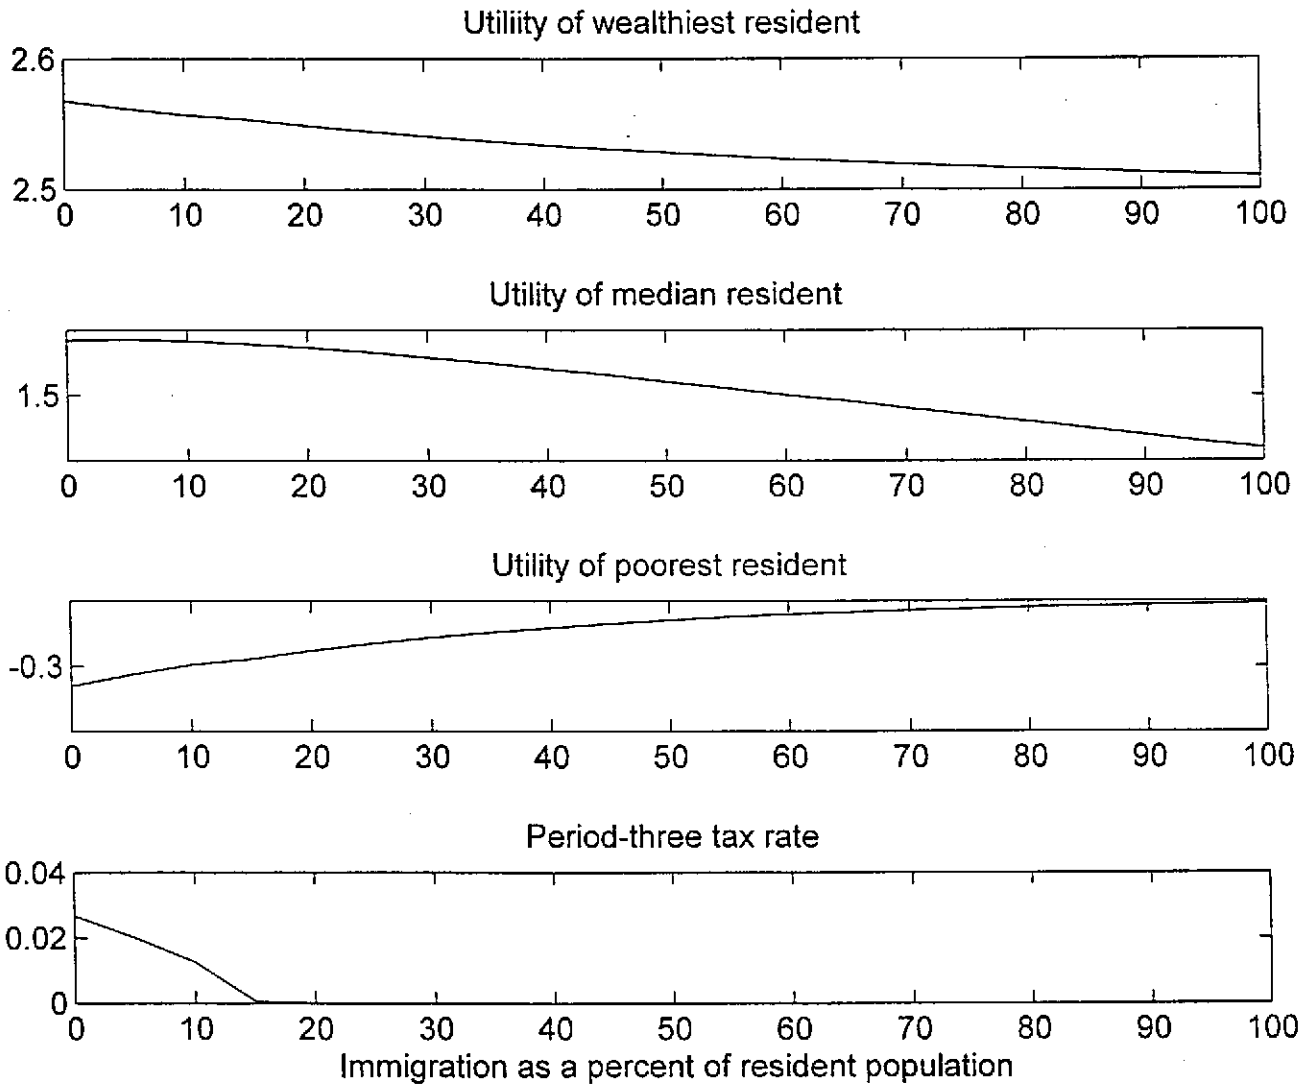 Utiliity of wealthiest resident
2.6
2.5
0 10 20 30 40 50 60 70 80 90 100
Utility of median resident
1.5
0 10 20 30 40 50 60 70 80 90 100
Utility of poorest resident
-0.3
0 10 20 30 40 50 60 70 80 90 100
Period-three tax rate
0.04
0.02
0
0 10 20 30 40 50 60 70 80 90 100
Immigration as a percent of resident population